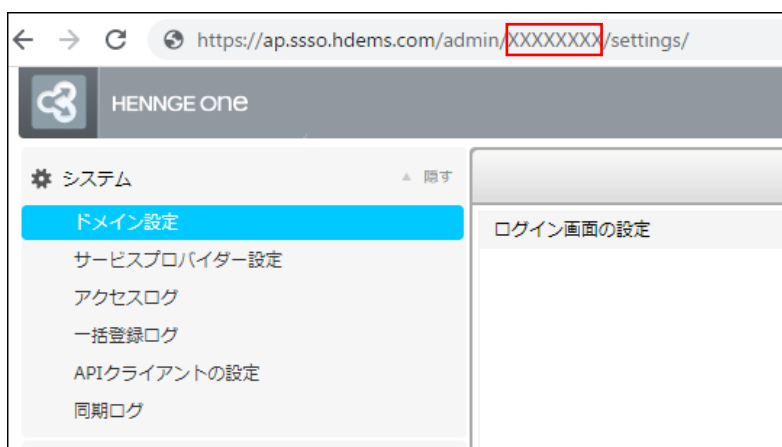 https://ap.ssso.hdems.com/admin/XXXXXXXX/settings/
HENNGE one
システム
▲ 隠す
ドメイン設定
ログイン画面の設定
サービスプロバイダー設定
アクセスログ
一括登録ログ
APIクライアントの設定
同期ログ